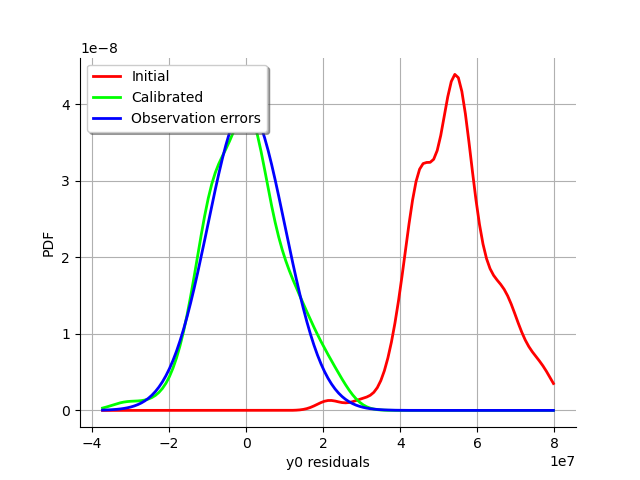 1e−8
Initial
Calibrated
Observation errors
4
3
2
1
0
PDF
−4
−2
0
2
4
6
8
y0 residuals
1e7